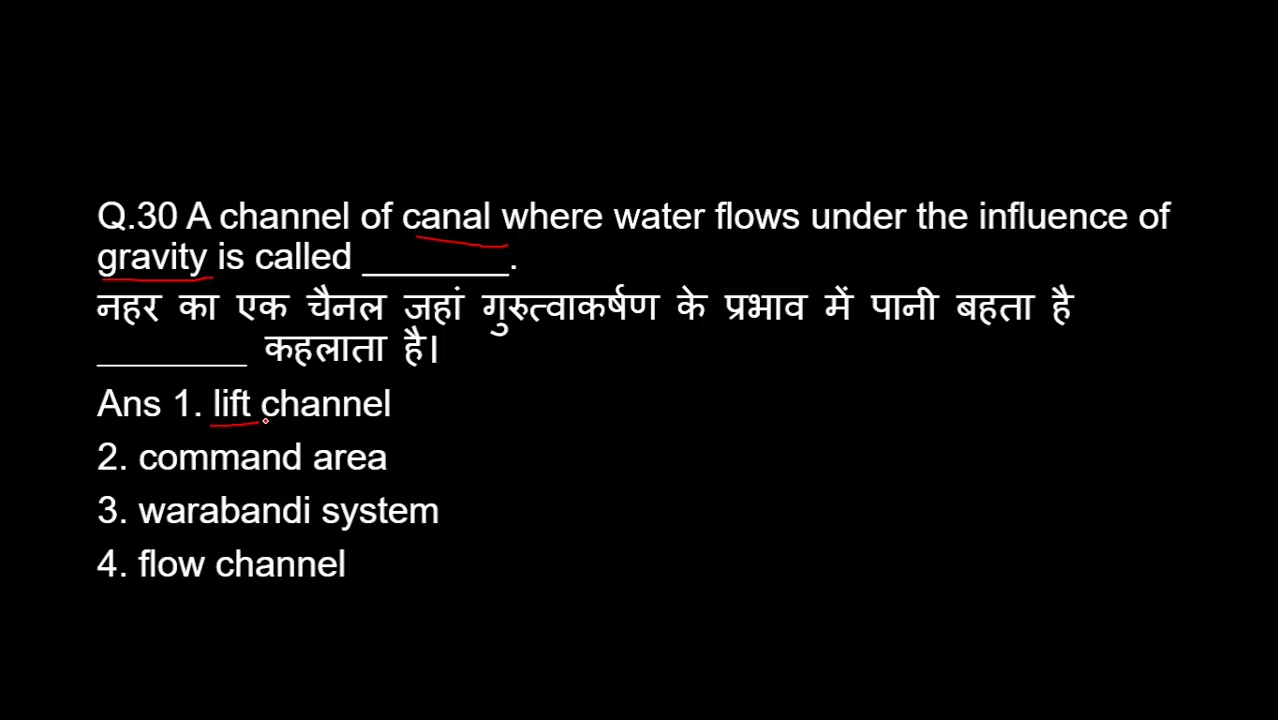 Q.30 A channel of canal where water flows under the influence of
gravity is called _______.
नहर का एक चैनल जहां गुरुत्वाकर्षण के प्रभाव में पानी बहता है
________ कहलाता है।
Ans 1. lift channel
2. command area
3. warabandi system
4. flow channel